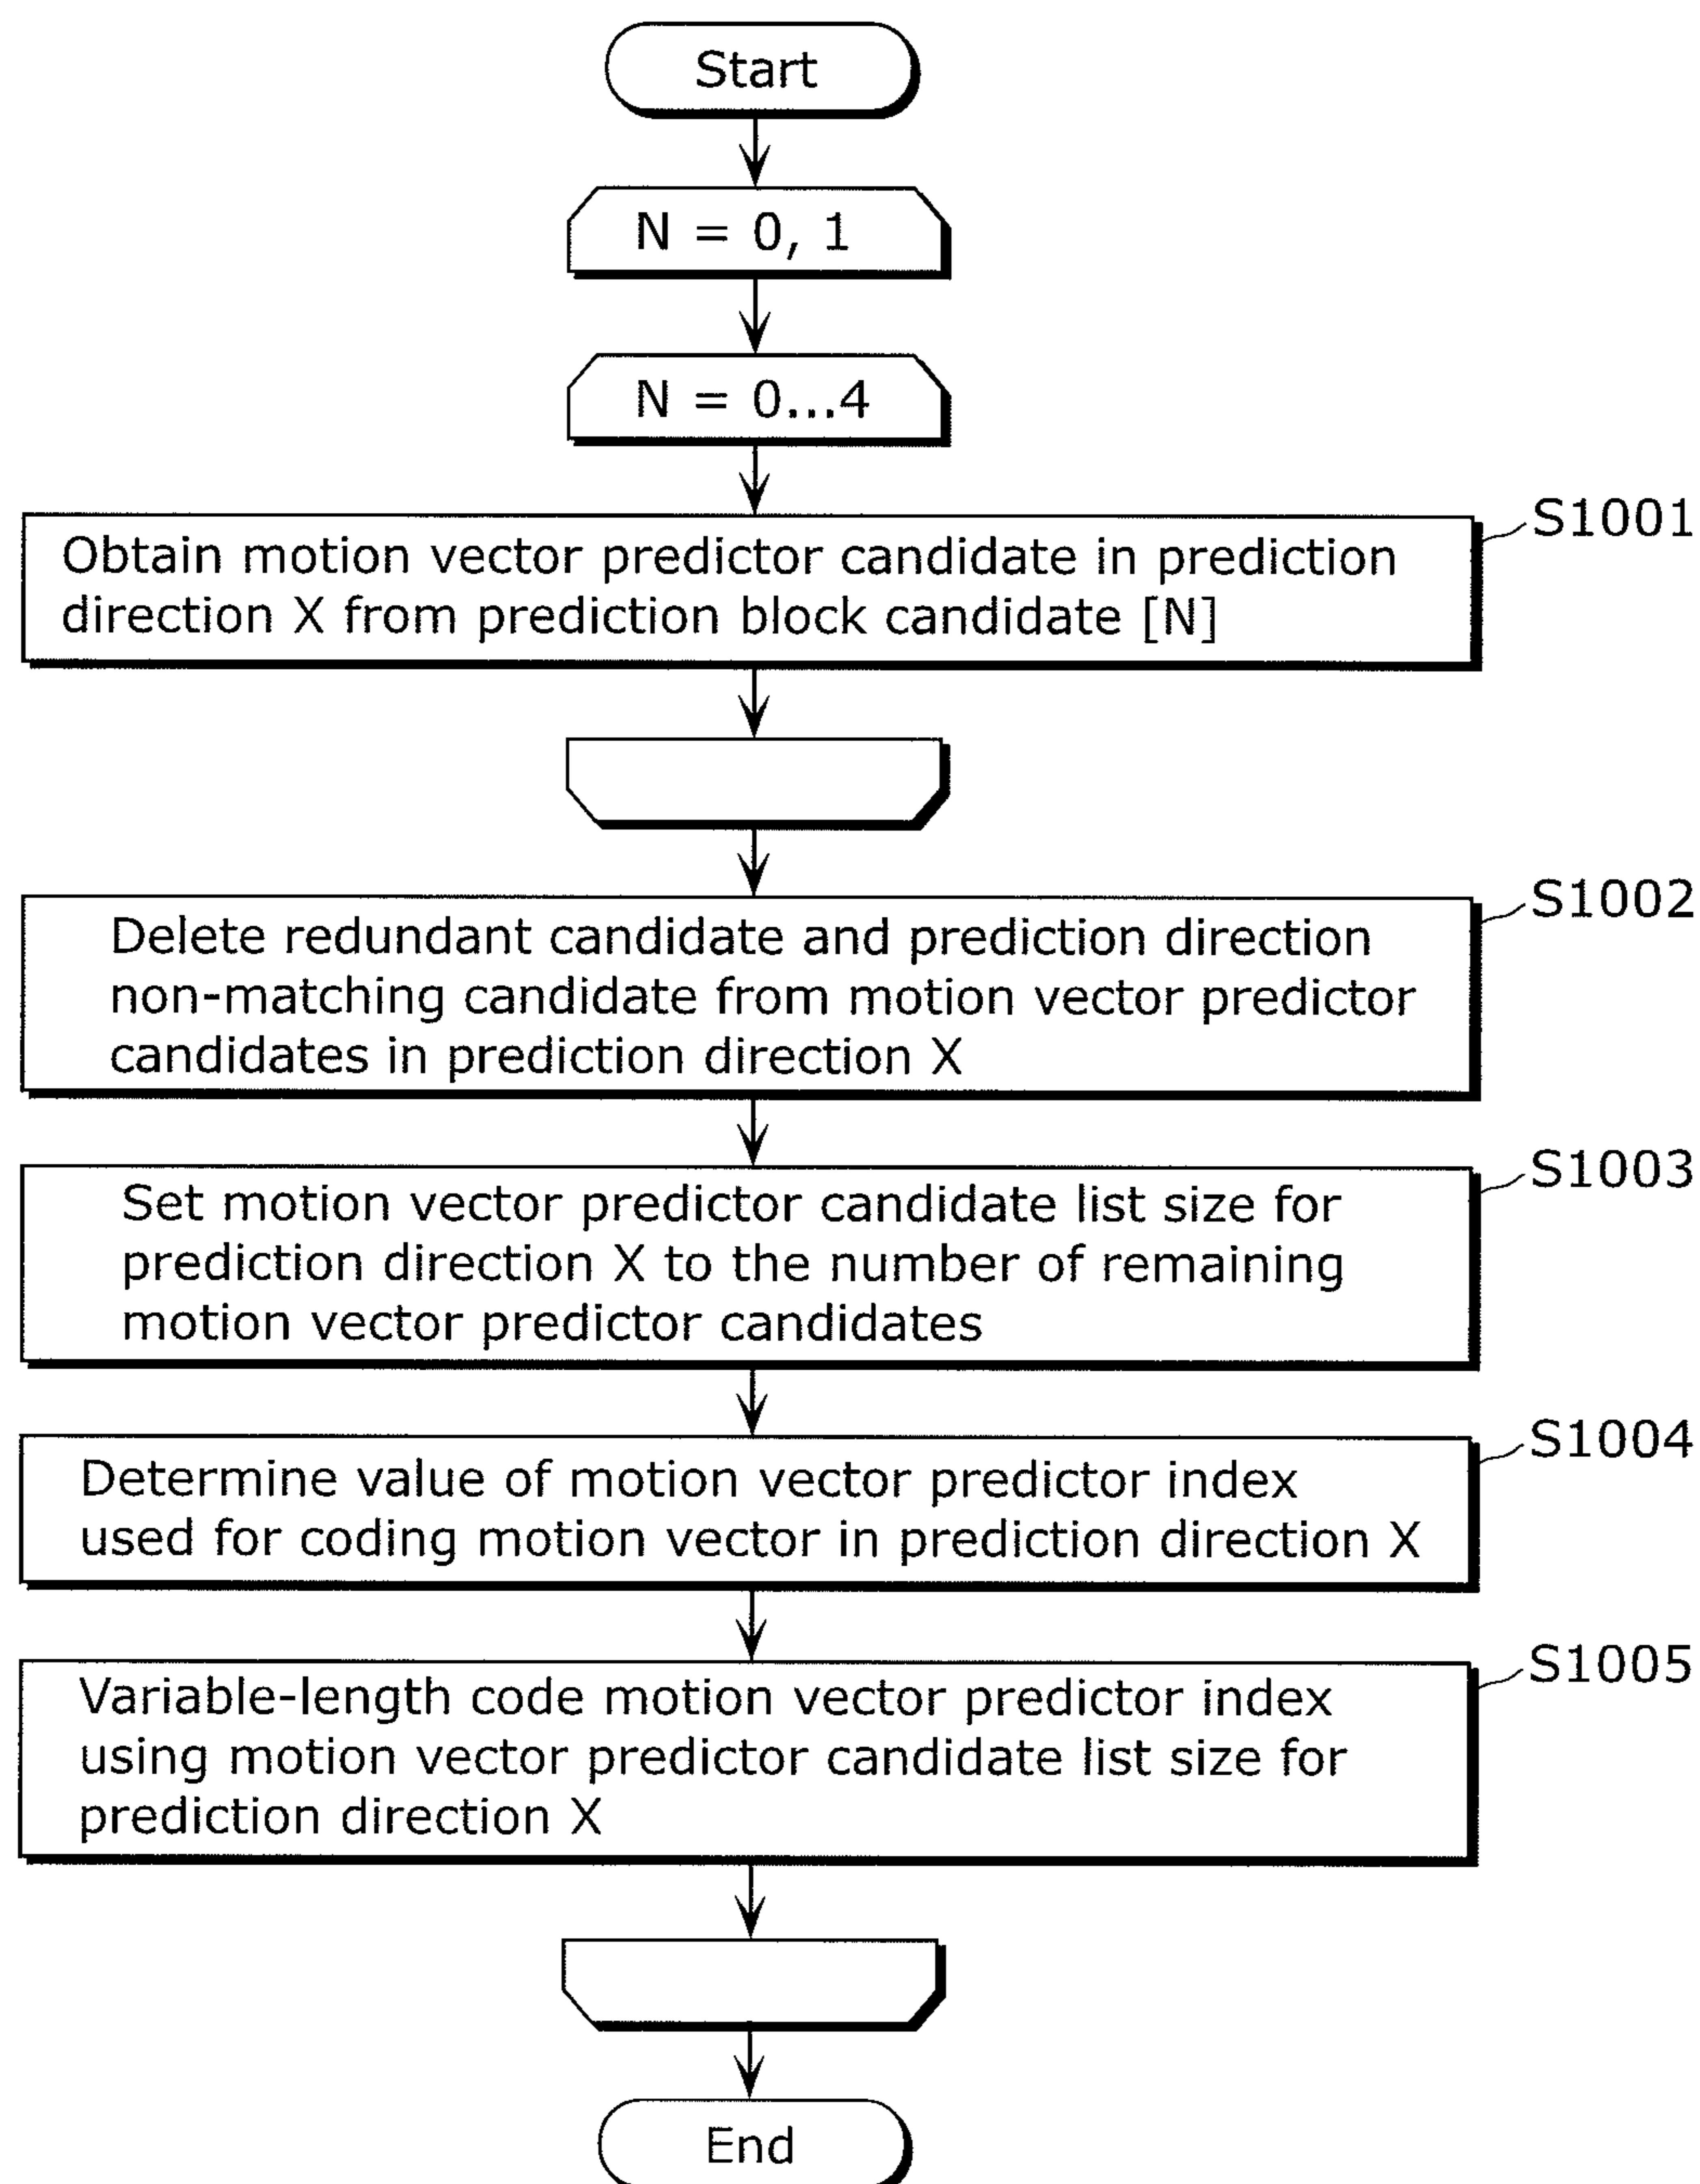 Start
N = 0, 1
N = 0...4
S1001
Obtain motion vector predictor candidate in prediction
direction X from prediction block candidate [N]
S1002
Delete redundant candidate and prediction direction
non-matching candidate from motion vector predictor
candidates in prediction direction X
S1003
Set motion vector predictor candidate list size for
prediction direction X to the number of remaining
motion vector predictor candidates
S1004
Determine value of motion vector predictor index
used for coding motion vector in prediction direction X
S1005
Variable-length code motion vector predictor index
using motion vector predictor candidate list size for
prediction direction X
End